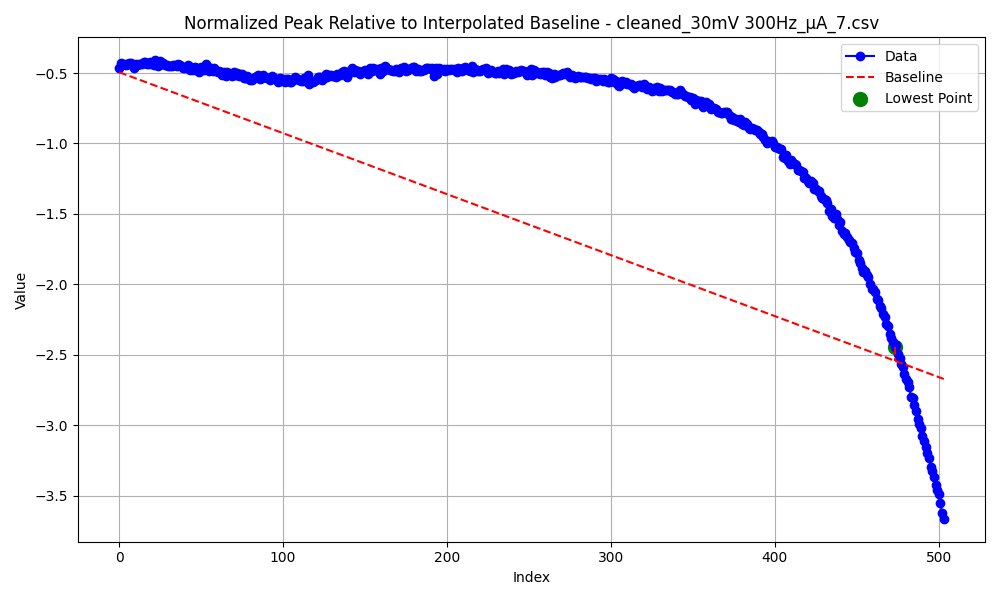 Normalized Peak Relative to Interpolated Baseline - cleaned_30mV 300Hz_μA_7.csv
Data
Baseline
Lowest Point
Value
−0.5
−1.0
−1.5
−2.0
−2.5
−3.0
−3.5
0 100 200 300 400 500
Index